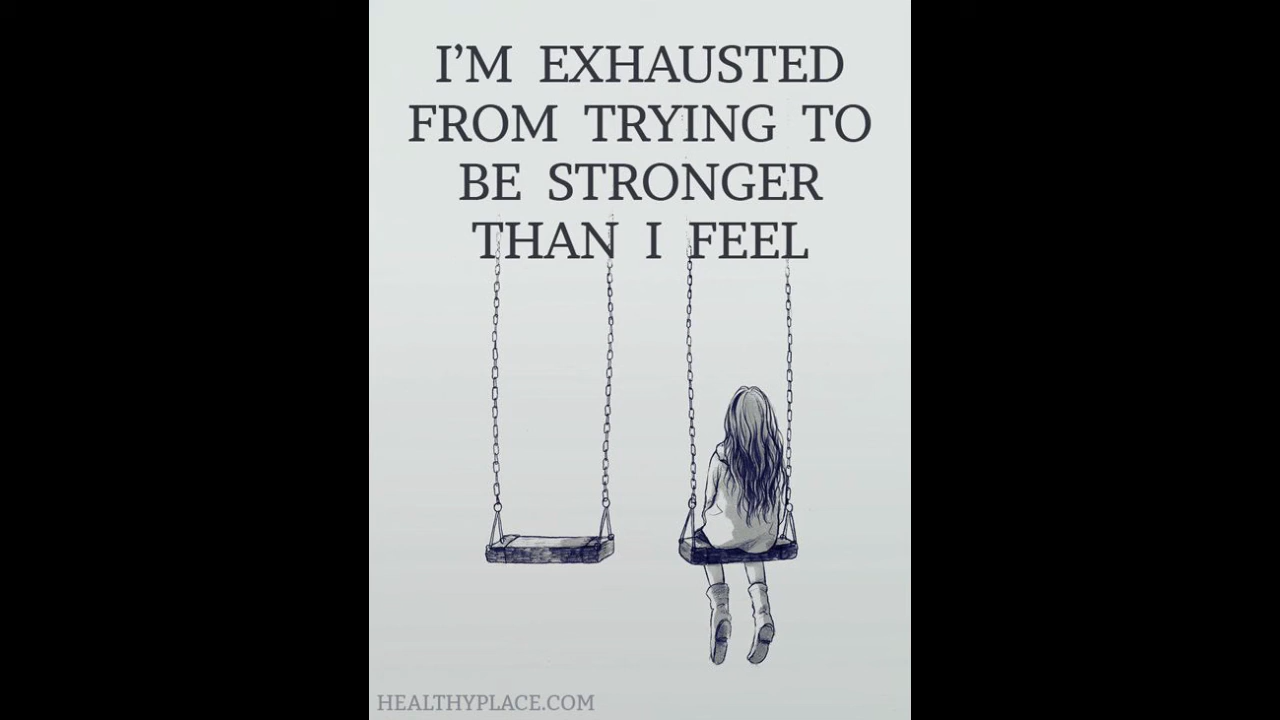 I’M EXHAUSTED
FROM TRYING TO
BE STRONGER
THAN I FEEL
HEALTHYPLACE.COM